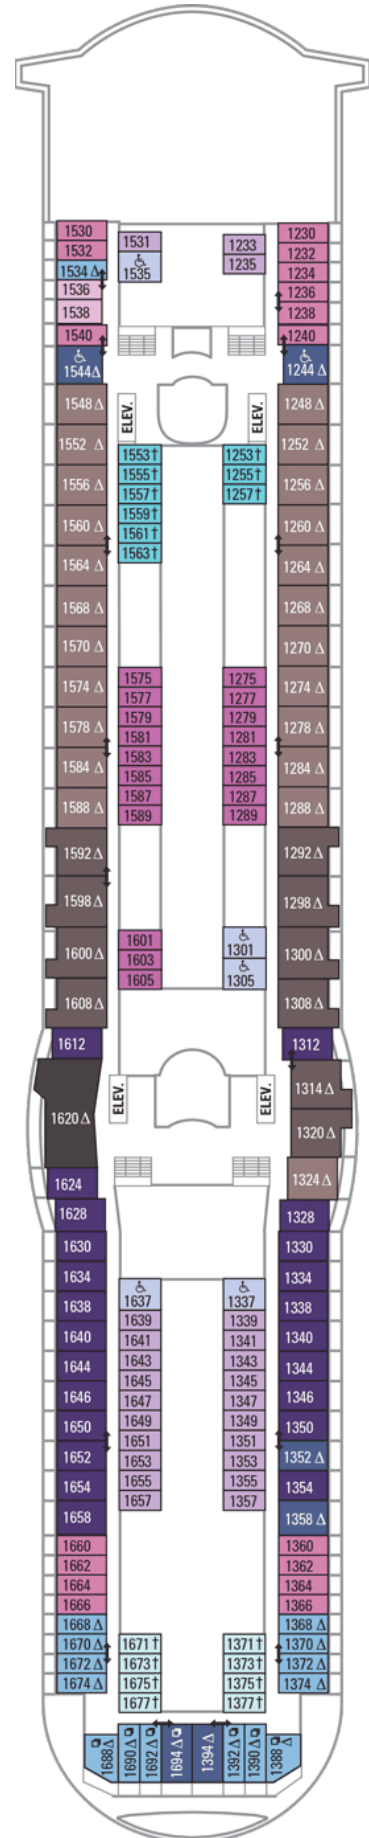 1530
1532
1534 Δ
1536
1538
1540
♿
1544Δ
1548 Δ
1552 Δ
1556 Δ
1560 Δ
1564 Δ
1568 Δ
1570 Δ
1574 Δ
1578 Δ
1584 Δ
1588 Δ
1592 Δ
1598 Δ
1600 Δ
1608 Δ
1612
1620 Δ
1624
1628
1630
1634
1638
1640
1644
1646
1650
1652
1654
1658
1660
1662
1664
1666
1668 Δ
1670 Δ
1672 Δ
1674 Δ
1531
♿
1535
ELEV.
1553 †
1555 †
1557 †
1559 †
1561 †
1563 †
1575
1577
1579
1581
1583
1585
1587
1589
1601
1603
1605
ELEV.
♿
1637
1639
1641
1643
1645
1647
1649
1651
1653
1655
1657
1671 †
1673 †
1675 †
1677 †
1233
1235
ELEV.
1253 †
1255 †
1257 †
1275
1277
1279
1281
1283
1285
1287
1289
♿
1301
♿
1305
ELEV.
♿
1337
1339
1341
1343
1345
1347
1349
1351
1353
1355
1357
1371 †
1373 †
1375 †
1377 †
1230
1232
1234
1236
1238
1240
♿
1244 Δ
1248 Δ
1252 Δ
1256 Δ
1260 Δ
1264 Δ
1268 Δ
1270 Δ
1274 Δ
1278 Δ
1284 Δ
1288 Δ
1292 Δ
1298 Δ
1300 Δ
1308 Δ
1312
1314 Δ
1320 Δ
1324 Δ
1328
1330
1334
1338
1340
1344
1346
1350
1352 Δ
1354
1358 Δ
1360
1362
1364
1366
1368 Δ
1370 Δ
1372 Δ
1374 Δ
1688 Δ
1690 Δ
1692 Δ
1694 Δ
1394 Δ
1392 Δ
1390 Δ
1388 Δ